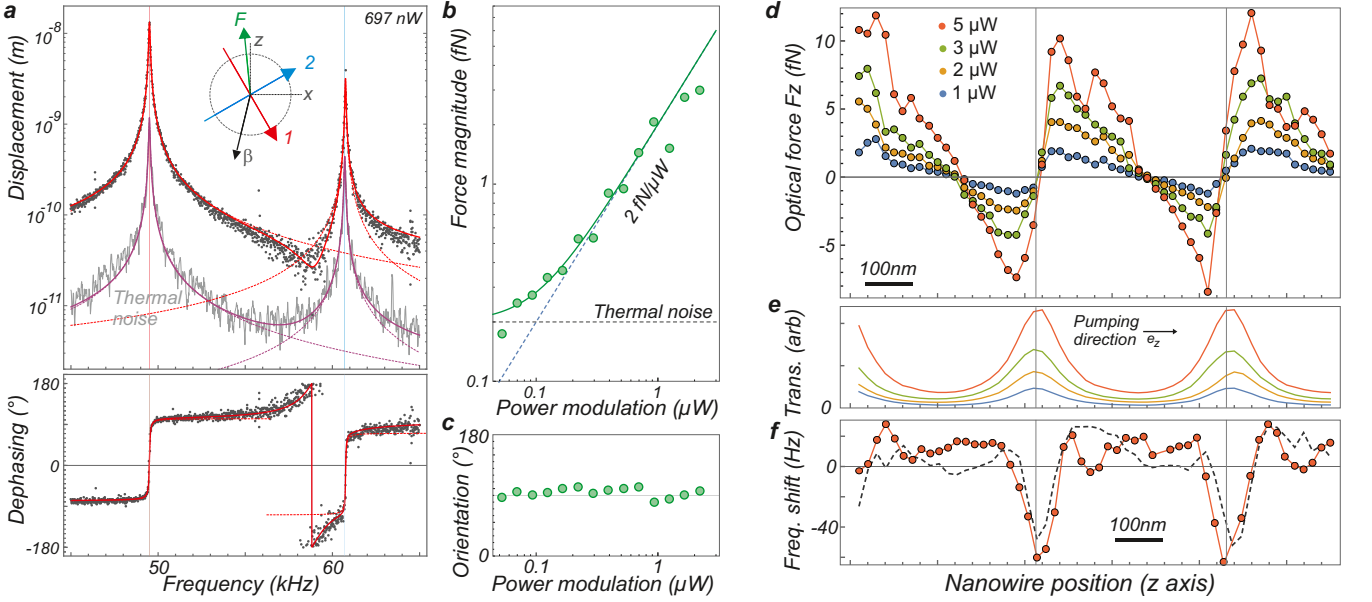 a
697 nW
Displacement (m)
10⁻⁸
10⁻⁹
10⁻¹⁰
10⁻¹¹
F
z
2
x
1
β
Thermal
noise
Dephasing (°)
180
0
-180
50
60
Frequency (kHz)
b
Force magnitude (fN)
1
0.1
2 fN/µW
Thermal noise
0.1
1
Power modulation (µW)
c
Orientation (°)
180
0
0.1
1
Power modulation (µW)
d
Optical force Fz (fN)
10
5
0
-5
5 µW
3 µW
2 µW
1 µW
100nm
e
Trans. (arb)
0
Pumping
direction
e_z
f
Freq. shift (Hz)
0
-40
100nm
Nanowire position (z axis)